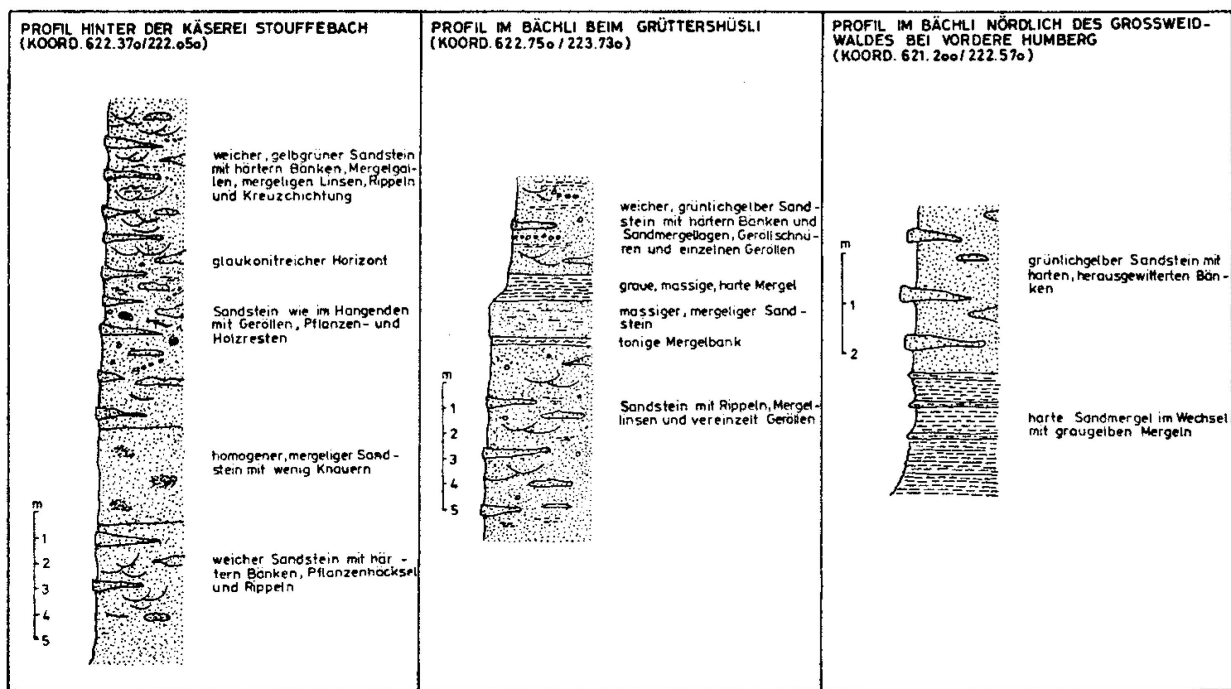 PROFIL HINTER DER KÄSEREI STOUFFEBACH
(KOORD. 622.37o/222.o5o)
weicher, gelbgrüner Sandstein
mit härtern Bänken, Mergelgal-
len, mergeligen Linsen, Rippeln
und Kreuzchichtung
glaukonitreicher Horizont
Sandstein wie im Hangenden
mit Geröllen, Pflanzen- und
Holzresten
homogener, mergeliger Sand-
stein mit wenig Knauern
m
1
2
3
4
5
weicher Sandstein mit här-
tern Bänken, Pflanzenhäcksel
und Rippeln
PROFIL IM BÄCHLI BEIM GRÜTTERSHÜSLI
(KOORD. 622.75o / 223.73o)
weicher, grünlichgelber Sand-
stein mit härtern Bänken und
Sandmergellagen, Geröllschnü-
ren und einzelnen Geröllen
graue, massige, harte Mergel
massiger, mergeliger Sand-
stein
tonige Mergelbank
m
1
2
3
4
5
Sandstein mit Rippeln, Mergel-
linsen und vereinzelt Geröllen
PROFIL IM BÄCHLI NÖRDLICH DES GROSSWEID-
WALDES BEI VORDERE HUMBERG
(KOORD. 621.2oo/ 222.57o)
m
1
2
grünlichgelber Sandstein mit
harten, herausgewitterten Bän-
ken
harte Sandmergel im Wechsel
mit graugelben Mergeln